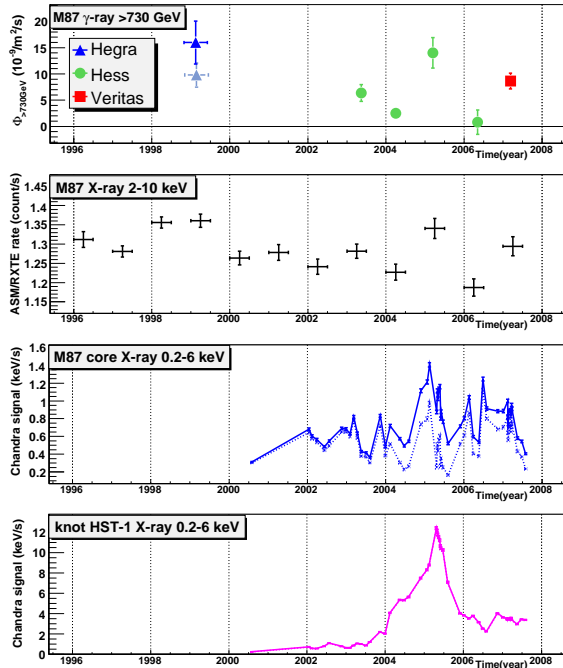 M87 γ-ray >730 GeV
Φ>730GeV (10⁻⁹/m²/s)
20
15
10
5
0
Hegra
Hess
Veritas
1996 1998 2000 2002 2004 2006 2008
Time(year)
M87 X-ray 2-10 keV
ASM/RXTE rate (count/s)
1.45
1.4
1.35
1.3
1.25
1.2
1.15
1996 1998 2000 2002 2004 2006 2008
Time(year)
M87 core X-ray 0.2-6 keV
Chandra signal (keV/s)
1.6
1.4
1.2
1
0.8
0.6
0.4
0.2
1996 1998 2000 2002 2004 2006 2008
Time(year)
knot HST-1 X-ray 0.2-6 keV
Chandra signal (keV/s)
12
10
8
6
4
2
0
1996 1998 2000 2002 2004 2006 2008
Time(year)